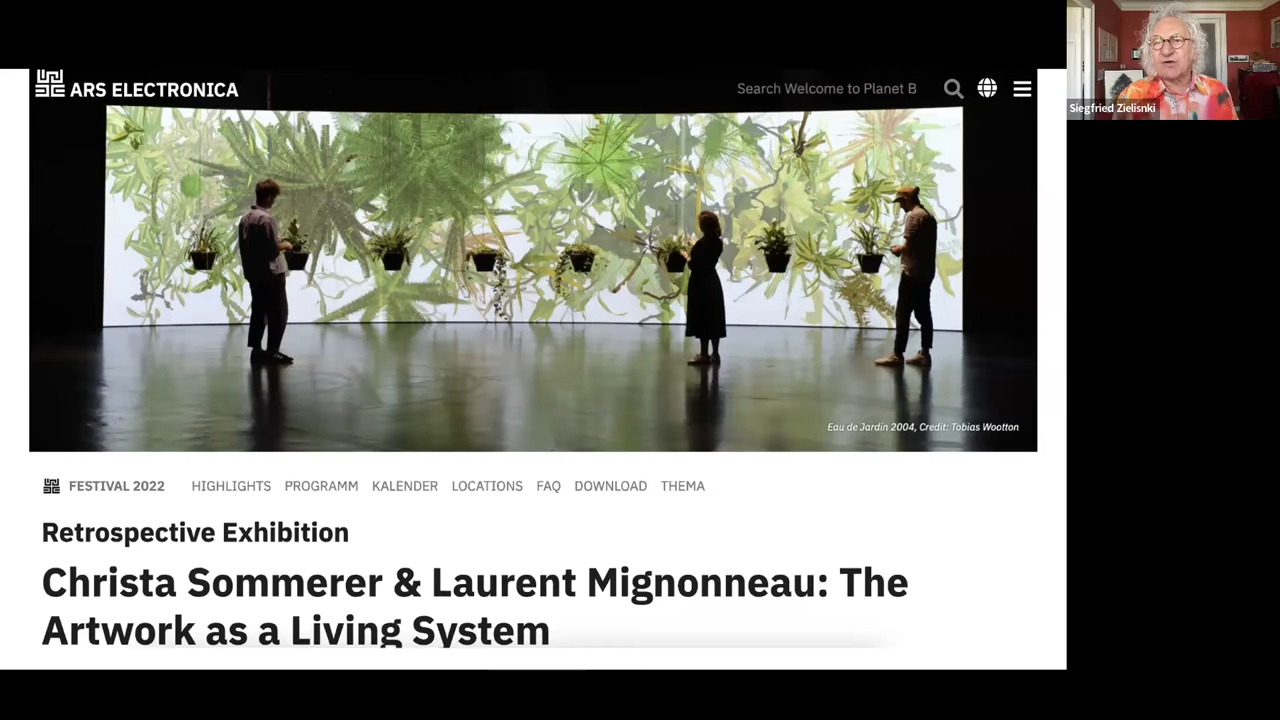 ARS ELECTRONICA
Search Welcome to Planet B
Siegfried Zielisnki
Eau de Jardin 2004, Credit: Tobias Wootton
FESTIVAL 2022 HIGHLIGHTS PROGRAMM KALENDER LOCATIONS FAQ DOWNLOAD THEMA
Retrospective Exhibition
Christa Sommerer & Laurent Mignonneau: The
Artwork as a Living System